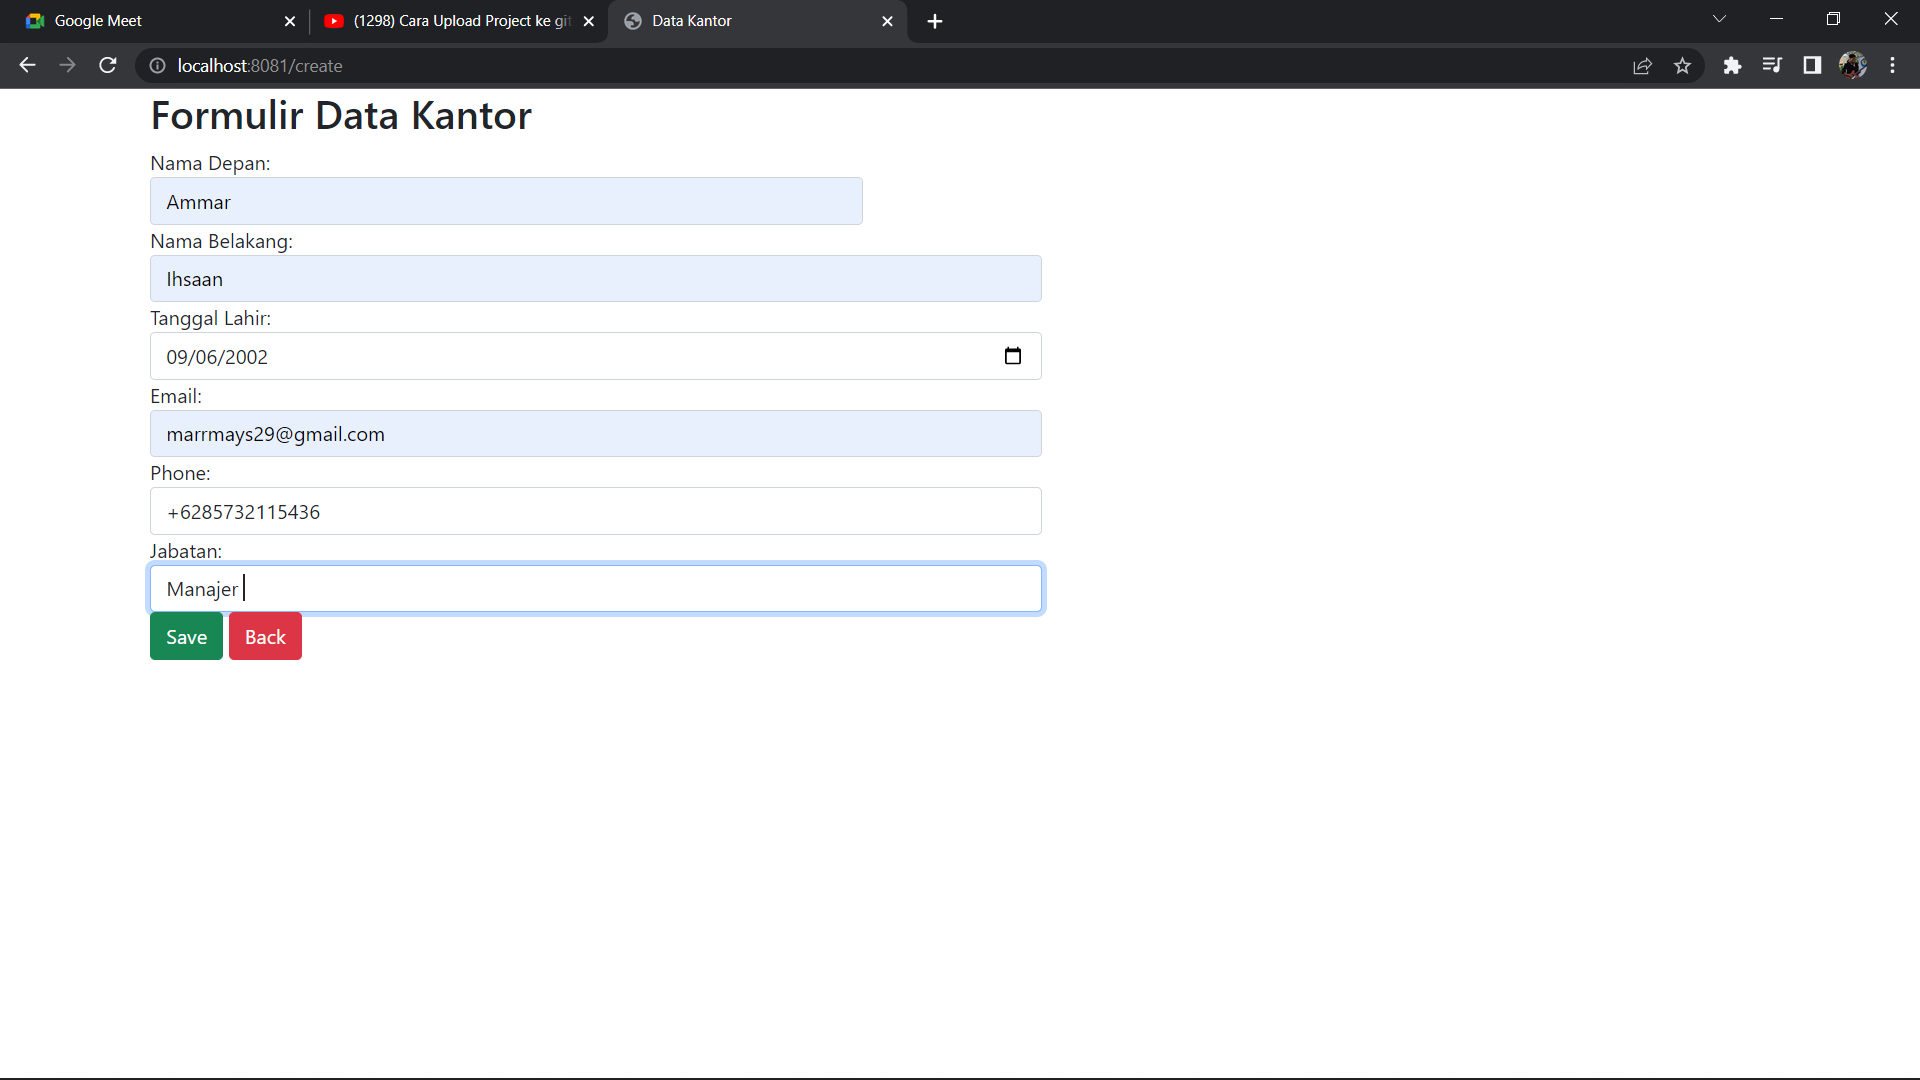 Google Meet
(1298) Cara Upload Project ke git
Data Kantor
localhost:8081/create
Formulir Data Kantor
Nama Depan:
Ammar
Nama Belakang:
Ihsaan
Tanggal Lahir:
09/06/2002
Email:
marrmays29@gmail.com
Phone:
+6285732115436
Jabatan:
Manajer
Save Back